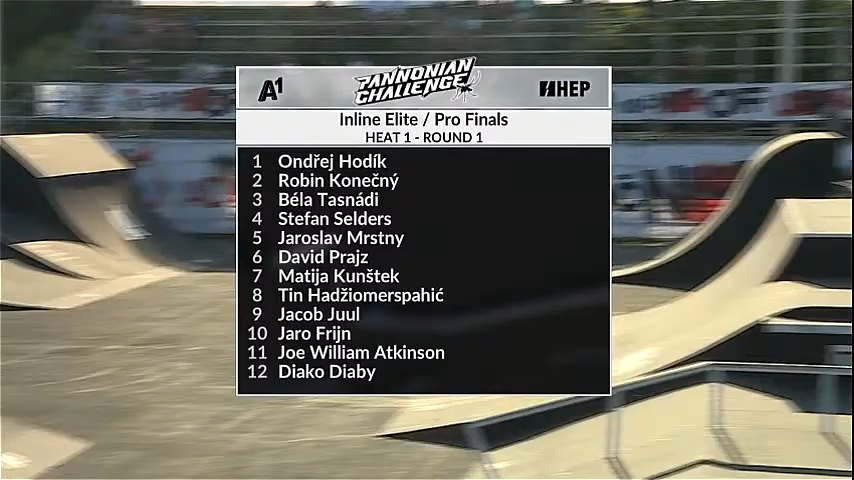 A1
PANNONIAN
CHALLENGE
HEP
Inline Elite / Pro Finals
HEAT 1 - ROUND 1
1 Ondřej Hodík
2 Robin Konečný
3 Béla Tasnádi
4 Stefan Selders
5 Jaroslav Mrstny
6 David Prajz
7 Matija Kunštek
8 Tin Hadžiomerspahić
9 Jacob Juul
10 Jaro Frijn
11 Joe William Atkinson
12 Diako Diaby